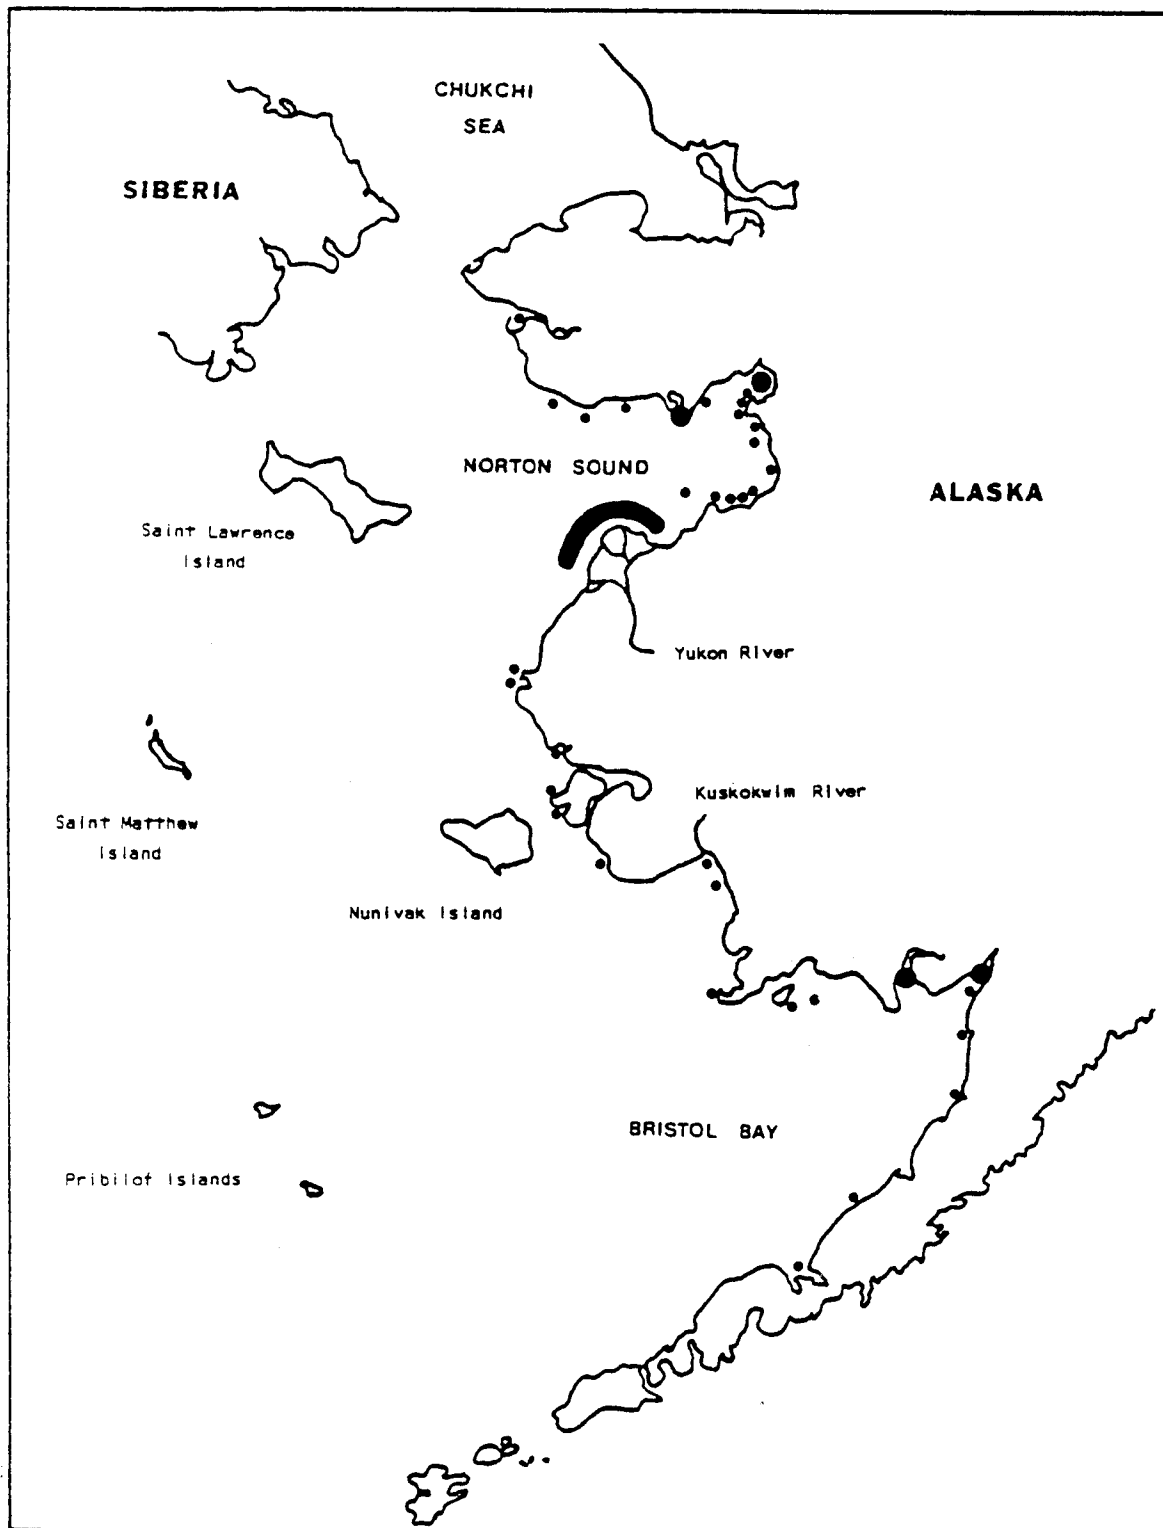 CHUKCHI
SEA
SIBERIA
NORTON SOUND
ALASKA
Saint Lawrence
Island
Yukon River
Kuskokwim River
Saint Matthew
Island
Nunivak Island
BRISTOL BAY
Pribilof Islands